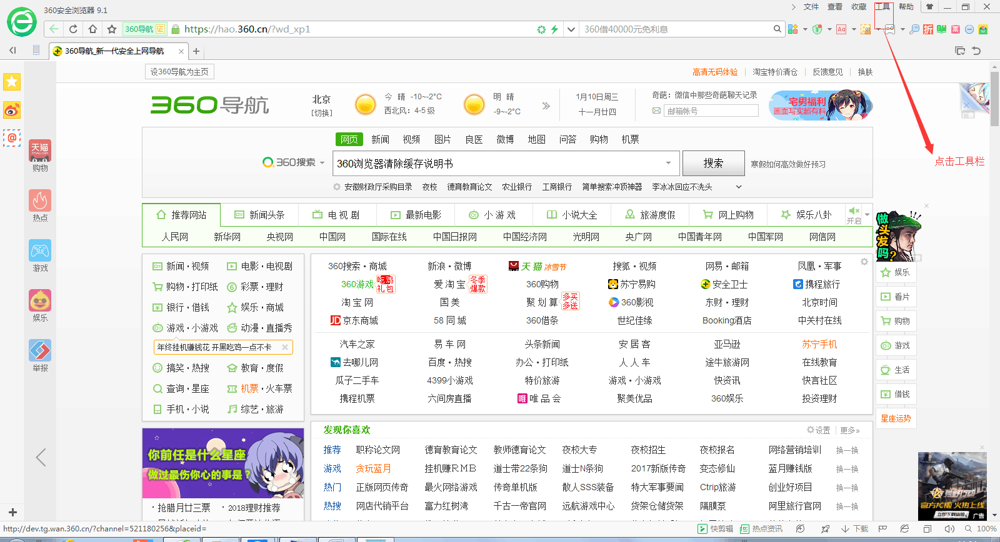 360安全浏览器 9.1
文件 查看 收藏 工具 帮助
360导航 证 https://hao.360.cn/?wd_xp1
360借40000元免利息
360导航_新一代安全上网导航
设360导航为主页
高清无码体验 淘宝特价清仓 反馈意见 换肤
360导航
北京
[切换]
今 晴 -10~-2°C
西北风：4-5 级
明 晴
-9~-2°C
1月10日周三
十一月廿四
奇葩：微信中那些奇葩聊天记录
邮箱帐号
宅男福利
画面写实超有料
广告
网页 新闻 视频 图片 良医 微博 地图 问答 购物 机票
360搜索 360浏览器清除缓存说明书 搜索 寒假如何高效做好预习
点击工具栏
安徽财政厅采购目录 夜校 德育教育论文 农业银行 工商银行 简单搜索冲顶神器 李冰冰回应不洗头
天猫
购物
热点
游戏
娱乐
举报
推荐网站 新闻头条 电 视 剧 最新电影 小 游 戏 小说大全 旅游度假 网上购物 娱乐八卦 开启
人民网 新华网 央视网 中国网 国际在线 中国日报网 中国经济网 光明网 央广网 中国青年网 中国军网 网信网
新闻・视频 电影・电视剧
购物・打印纸 彩票・理财
银行・借钱 娱乐・商城
游戏・小游戏 动漫・直播秀
年终挂机赚钱花 开黑吃鸡一点不卡
搞笑・热搜 教育・度假
查询・星座 机票・火车票
手机・小说 综艺・旅游
360搜索・商城 新浪・微博 天猫 冰雪节 搜狐・视频 网易・邮箱 凤凰・军事
360游戏 吃鸡礼包 爱 淘 宝 冬季爆款 360购物 苏宁易购 安全卫士 携程旅行
淘 宝 网 国 美 聚 划 算 多买多送 360影视 东财・理财 北京时间
JD 京东商城 58 同 城 360借条 世纪佳缘 Booking酒店 中关村在线
汽车之家 易 车 网 头条新闻 安 居 客 亚马逊 苏宁手机
去哪儿网 百度・热搜 办公・打印纸 人 人 车 途牛旅游网 在线教育
瓜子二手车 4399小游戏 特价旅游 游戏・小游戏 快资讯 快言社区
携程机票 六间房直播 唯 唯 品 会 聚美优品 360娱乐 投资理财
做头发吗？
娱乐
看片
购物
游戏
生活
借钱
星座运势
你前任是什么星座
做过最伤你心的事是？
・抢腊月廿三票 ・2018理财推荐
发现你喜欢 设置 更多»
推荐 职称论文网 德育教育论文 教师德育论文 夜校大专 夜校招生 夜校报名 网络营销培训 换一换
游戏 贪玩蓝月 挂机赚RMB 道士带22条狗 道士N条狗 2017新版传奇 变态修仙 蓝月赚钱版 换一换
热门 正版网页传奇 最火网络游戏 传奇单机版 散人SSS装备 特大军事要闻 Ctrip旅游 创业好项目 换一换
热搜 网店代销平台 富力红树湾 千古一帝官网 远航游戏中心 货架仓储货架 隔膜泵 阿里旅行官网 换一换
官方PC版 火热上线
立即下载电脑
广告
http://dev.tg.wan.360.cn/?channel=521180256&placeid=
快剪辑 热点资讯 下载 100%